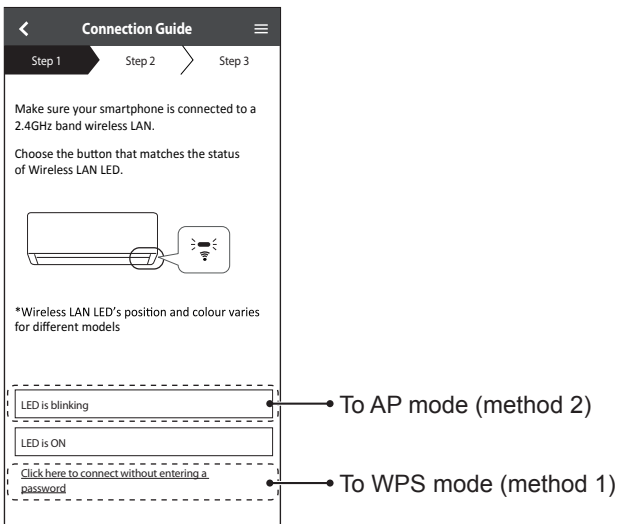 Connection Guide
Step 1
Step 2
Step 3
Make sure your smartphone is connected to a
2.4GHz band wireless LAN.
Choose the button that matches the status
of Wireless LAN LED.
*Wireless LAN LED's position and colour varies
for different models
LED is blinking
To AP mode (method 2)
LED is ON
Click here to connect without entering a
password
To WPS mode (method 1)